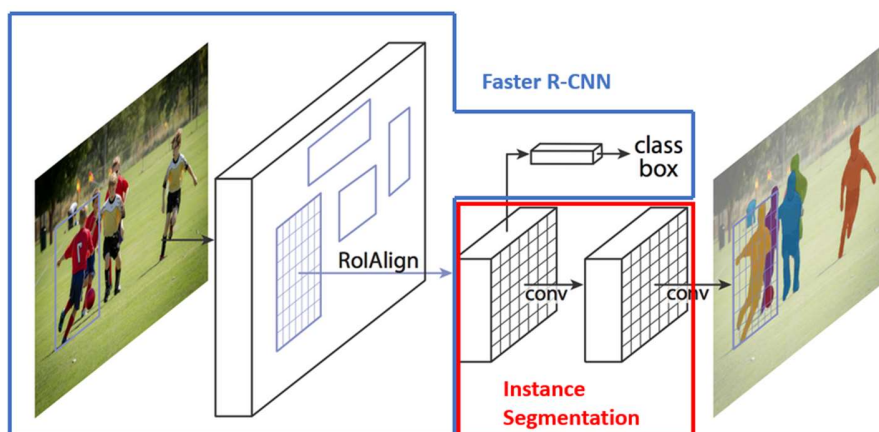 Faster R-CNN
class
box
RoIAlign
conv
conv
Instance
Segmentation